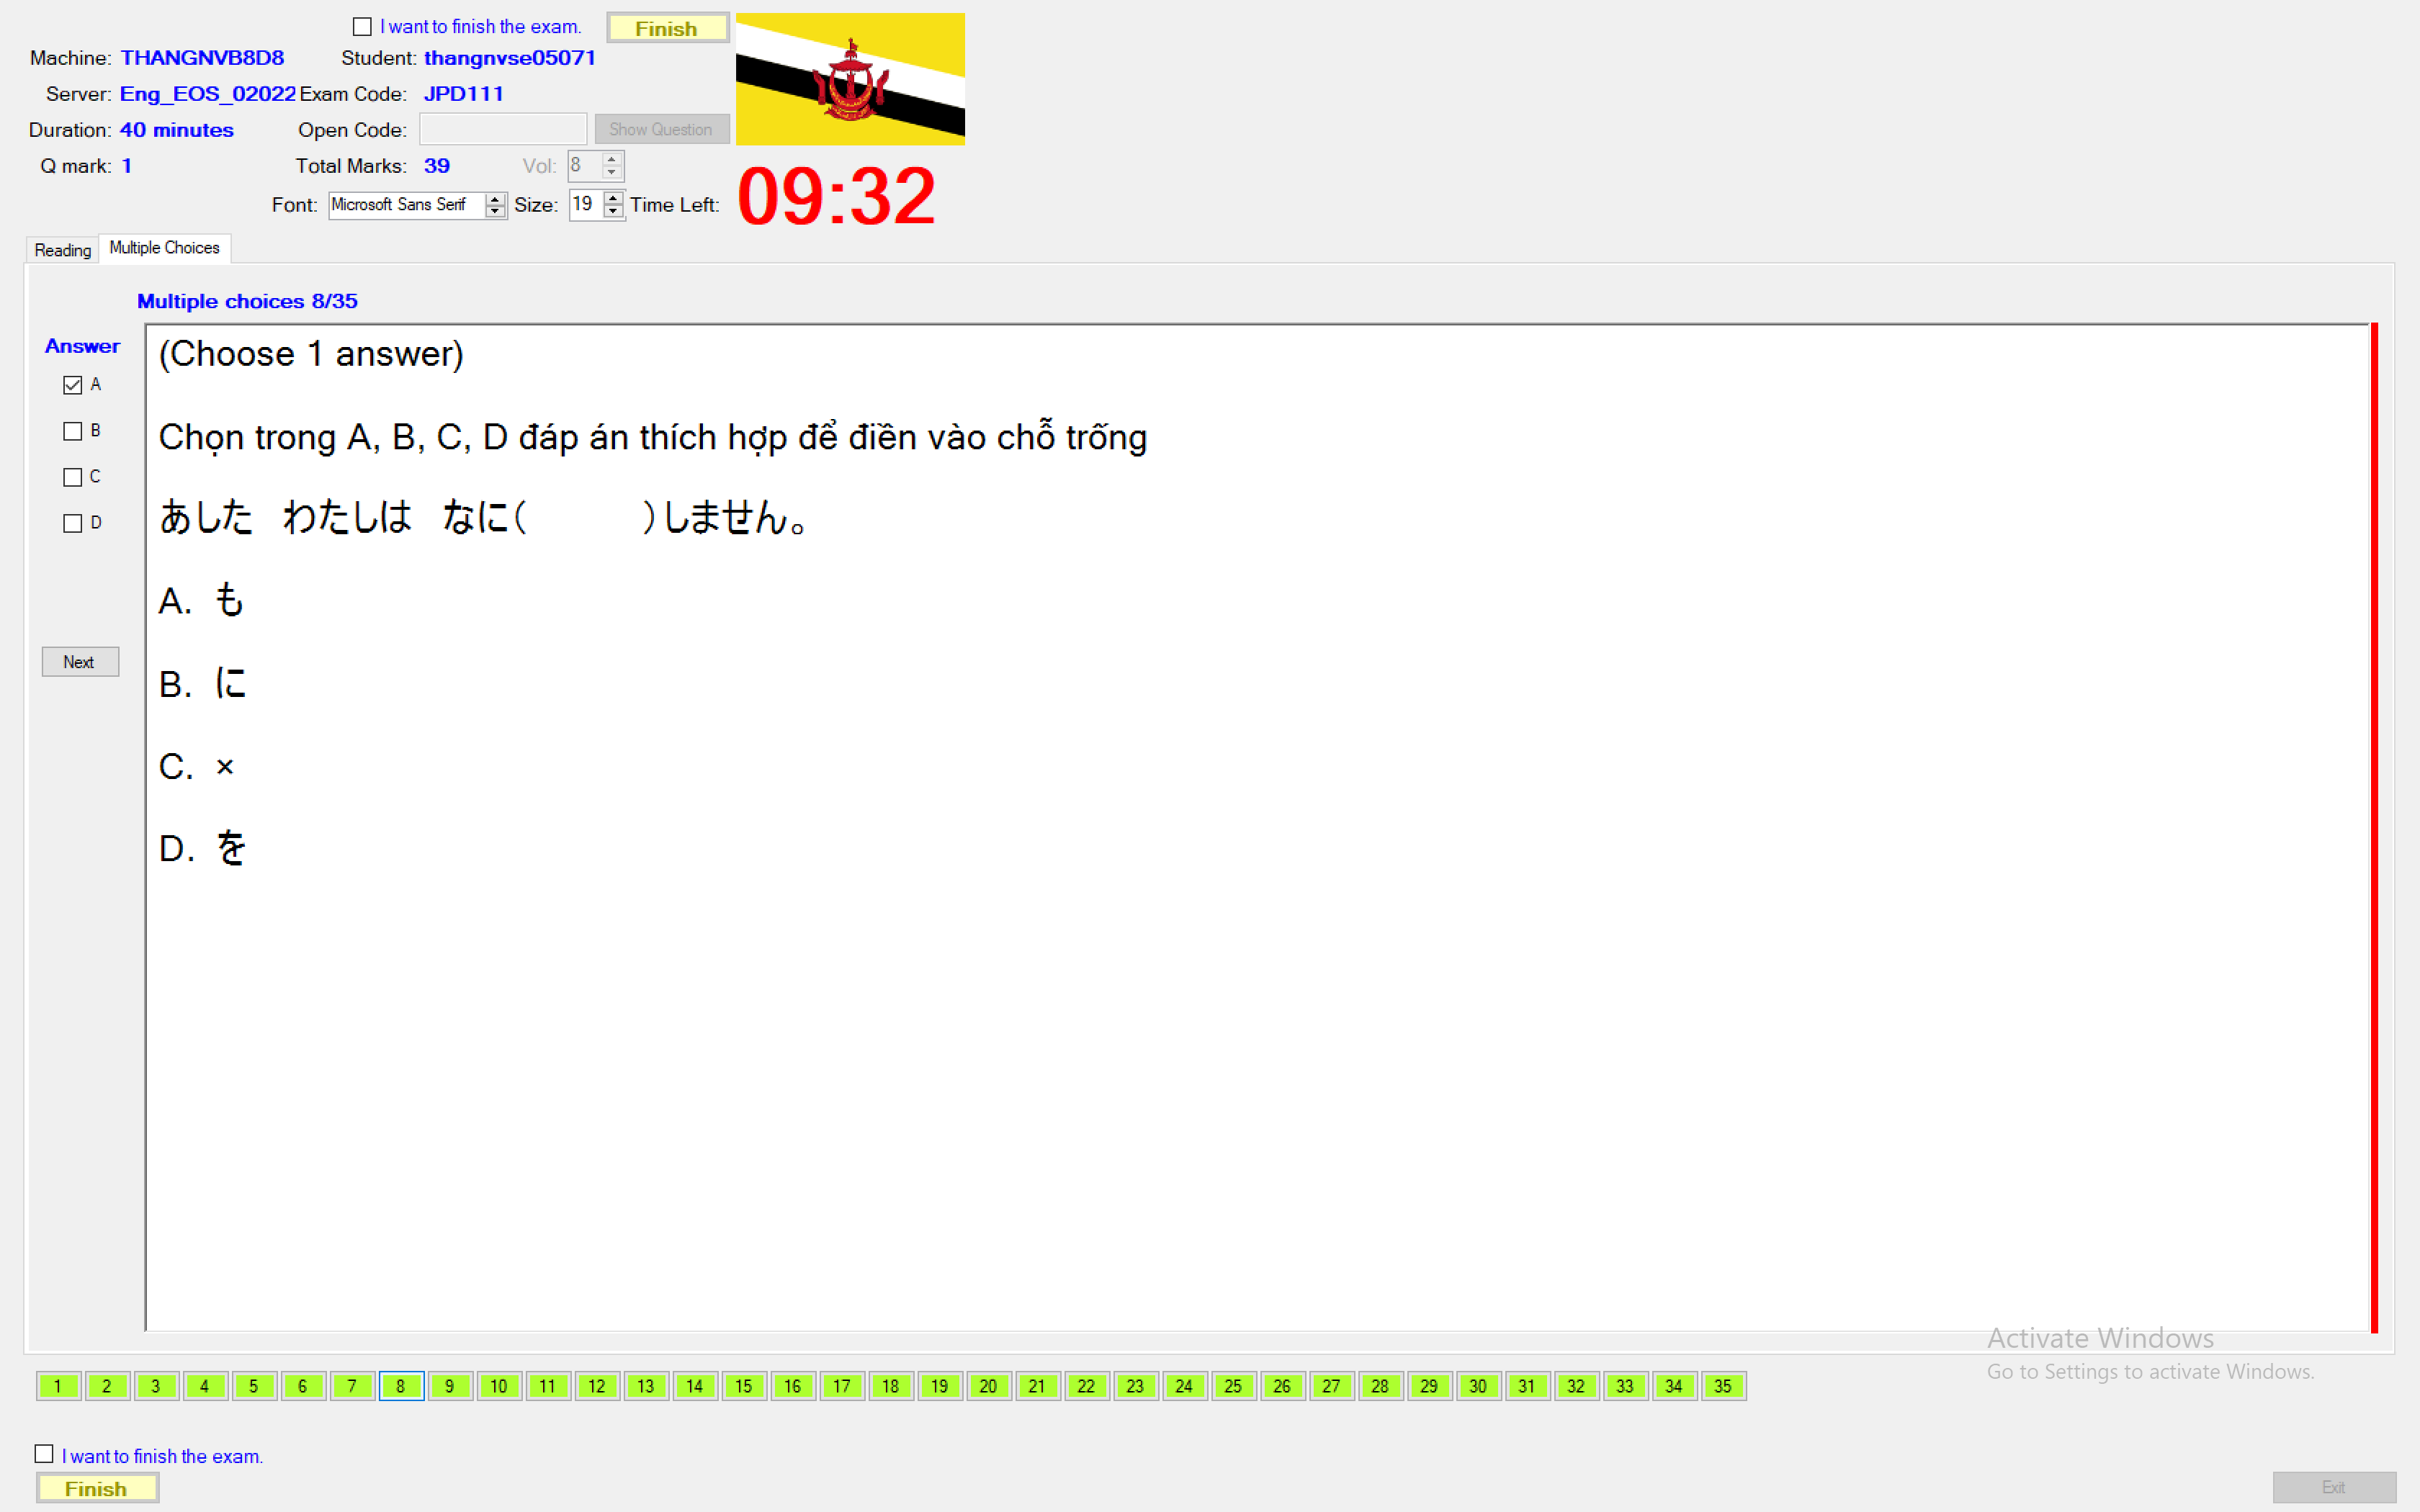 I want to finish the exam.
Finish
Machine: THANGNVB8D8 Student: thangnvse05071
Server: Eng_EOS_02022 Exam Code: JPD111
Duration: 40 minutes Open Code: Show Question
Q mark: 1 Total Marks: 39 Vol: 8
Font: Microsoft Sans Serif Size: 19 Time Left: 09:32
Reading Multiple Choices
Multiple choices 8/35
Answer
A
B
C
D
Next
(Choose 1 answer)
Chọn trong A, B, C, D đáp án thích hợp để điền vào chỗ trống
あした わたしは なに( )しません。
A. も
B. に
C. ×
D. を
Activate Windows
Go to Settings to activate Windows.
1 2 3 4 5 6 7 8 9 10 11 12 13 14 15 16 17 18 19 20 21 22 23 24 25 26 27 28 29 30 31 32 33 34 35
I want to finish the exam.
Finish
Exit